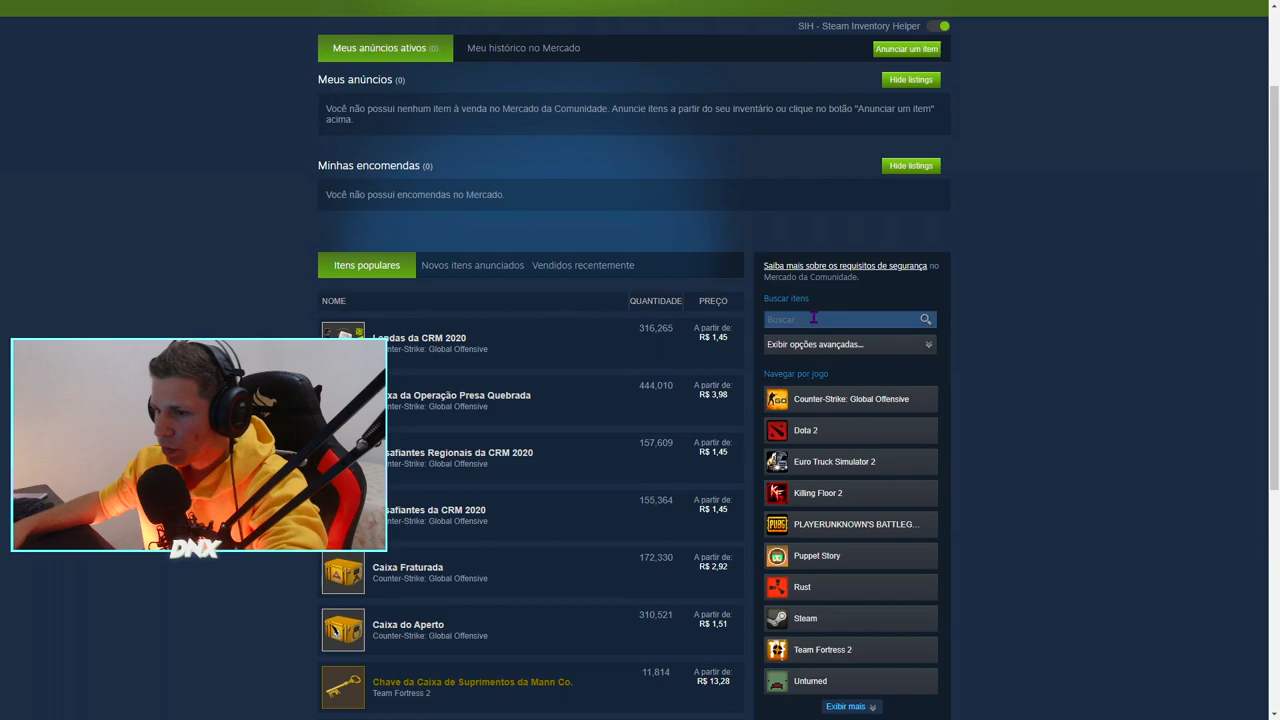 SIH - Steam Inventory Helper
Meus anúncios ativos (0)
Meu histórico no Mercado
Anunciar um item
Meus anúncios (0)
Hide listings
Você não possui nenhum item à venda no Mercado da Comunidade. Anuncie itens a partir do seu inventário ou clique no botão "Anunciar um item"
acima.
Minhas encomendas (0)
Hide listings
Você não possui encomendas no Mercado.
Itens populares
Novos itens anunciados
Vendidos recentemente
NOME
QUANTIDADE
PREÇO
Lendas da CRM 2020
Counter-Strike: Global Offensive
316,265
A partir de:
R$ 1,45
xa da Operação Presa Quebrada
unter-Strike: Global Offensive
444,010
A partir de:
R$ 3,98
safiantes Regionais da CRM 2020
unter-Strike: Global Offensive
157,609
A partir de:
R$ 1,45
safiantes da CRM 2020
unter-Strike: Global Offensive
155,364
A partir de:
R$ 1,45
Caixa Fraturada
Counter-Strike: Global Offensive
172,330
A partir de:
R$ 2,92
Caixa do Aperto
Counter-Strike: Global Offensive
310,521
A partir de:
R$ 1,51
Chave da Caixa de Suprimentos da Mann Co.
Team Fortress 2
11,814
A partir de:
R$ 13,28
Saiba mais sobre os requisitos de segurança no
Mercado da Comunidade.
Buscar itens
Buscar
Exibir opções avançadas...
Navegar por jogo
Counter-Strike: Global Offensive
Dota 2
Euro Truck Simulator 2
Killing Floor 2
PLAYERUNKNOWN'S BATTLEG...
Puppet Story
Rust
Steam
Team Fortress 2
Unturned
Exibir mais
DNX